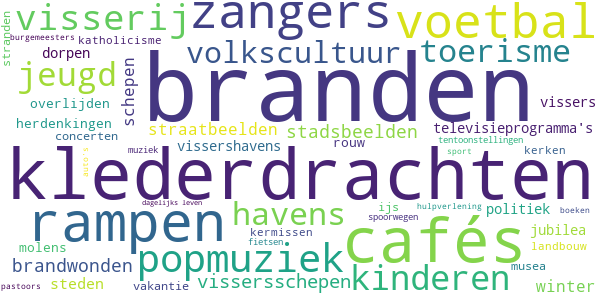 stranden
burgemeesters
visserij
zangers
voetbal
katholicisme
dorpen
volkscultuur
toerisme
jeugd
schepen
branden
overlijden
vissers
herdenkingen
straatbeelden
stadsbeelden
televisieprogramma's
concerten
vissershavens
rouw
tentoonstellingen
muziek
sport
kerken
auto's
klederdrachten
dagelijks leven
rampen
havens
ijs
hulpverlening
politiek
boeken
spoorwegen
cafés
kermissen
jubilea
molens
popmuziek
fietsen
landbouw
brandwonden
kinderen
musea
steden
vissersschepen
pastoors
vakantie
winter